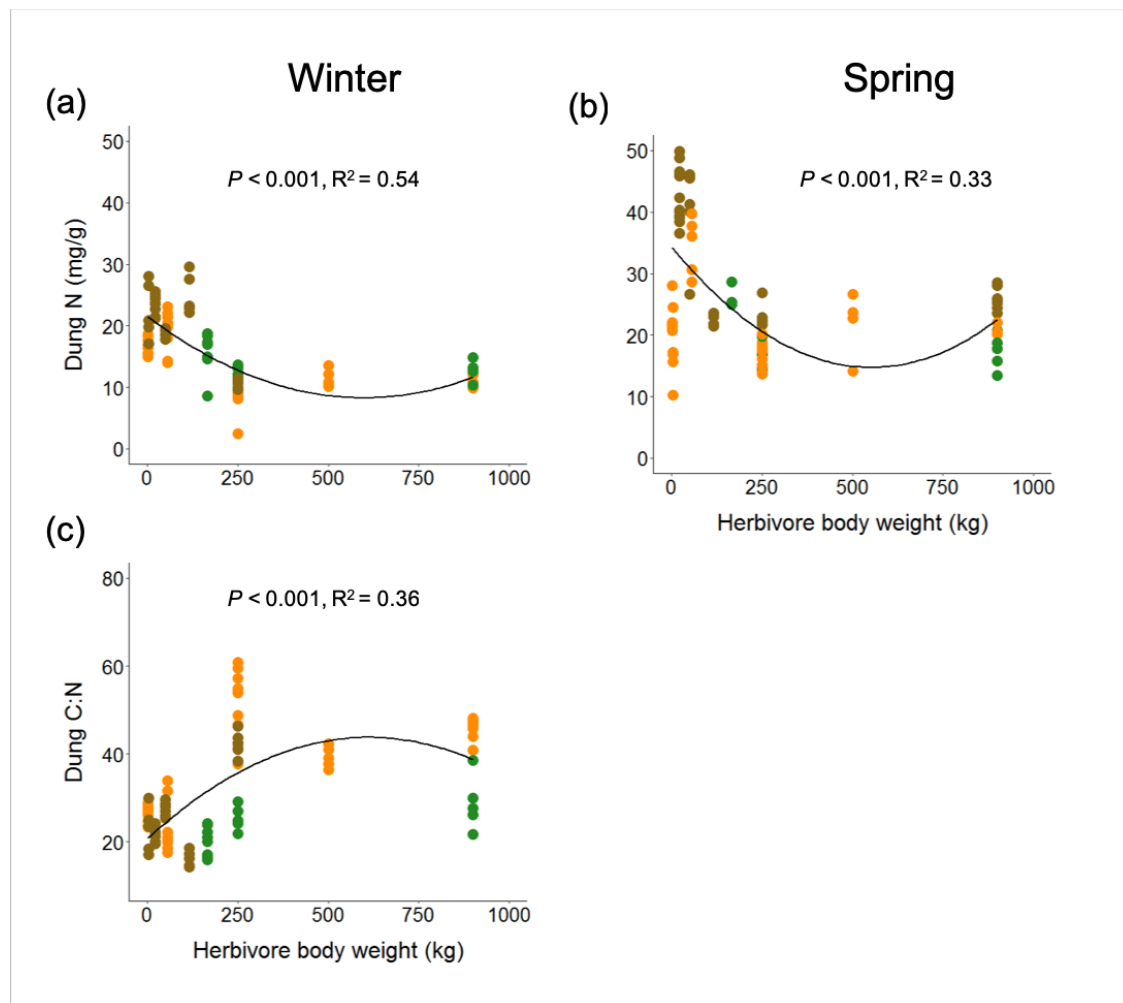 Winter
Spring
(a)
(b)
50
40
30
20
10
0
Dung N (mg/g)
P < 0.001, R² = 0.54
0 250 500 750 1000
50
40
30
20
10
0
P < 0.001, R² = 0.33
0 250 500 750 1000
Herbivore body weight (kg)
(c)
80
60
40
20
Dung C:N
P < 0.001, R² = 0.36
0 250 500 750 1000
Herbivore body weight (kg)